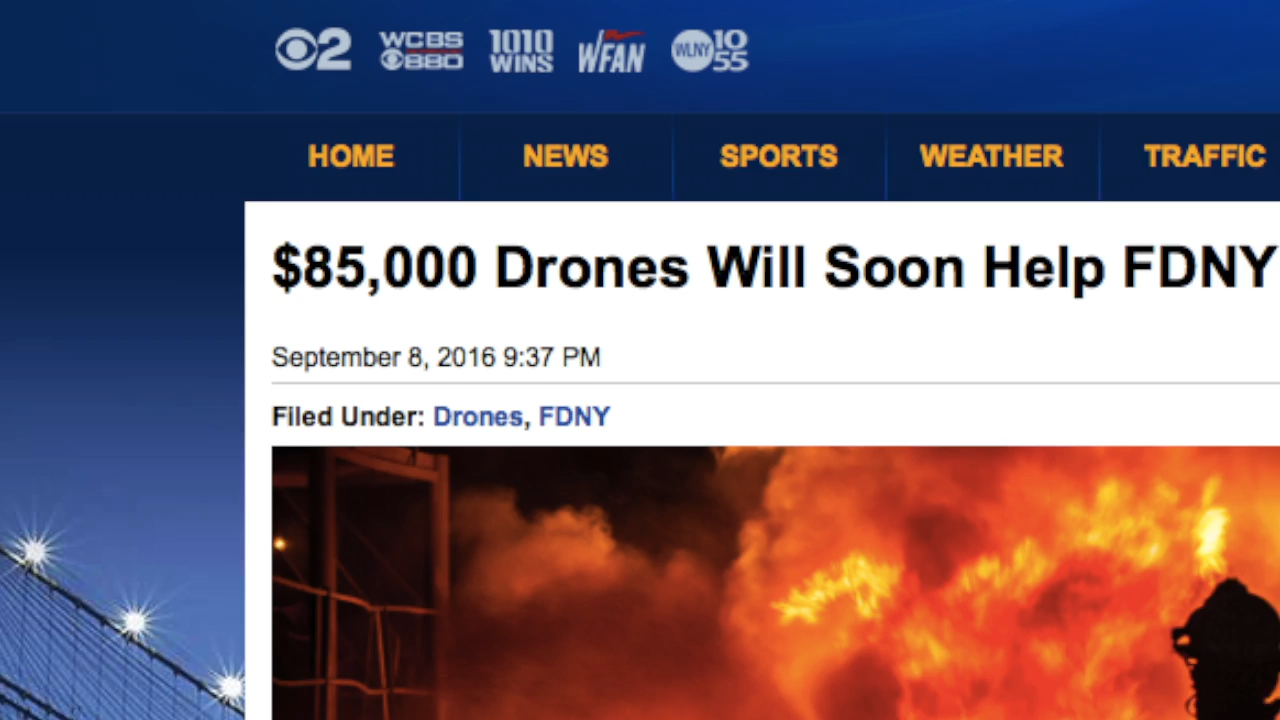 2 WCBS 880 1010 WINS WFAN WLNY 10 55
HOME NEWS SPORTS WEATHER TRAFFIC
$85,000 Drones Will Soon Help FDNY
September 8, 2016 9:37 PM
Filed Under: Drones, FDNY